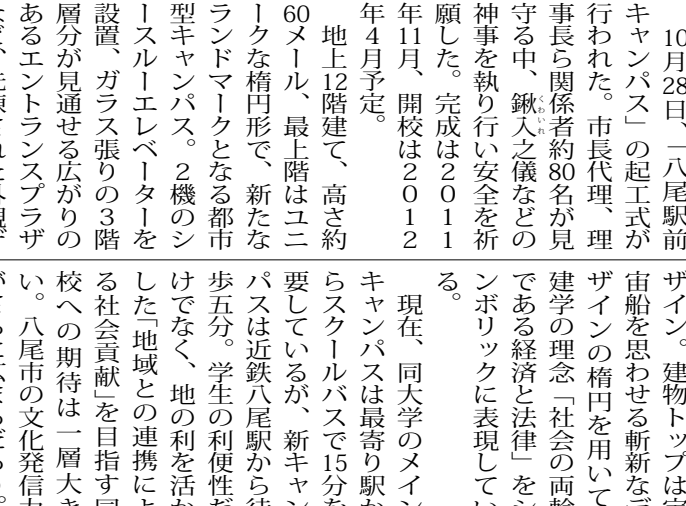 10月28日、「八尾駅前
キャンパス」の起工式が
行われた。市長代理、理
事長ら関係者約80名が見
守る中、鍬入之儀などの
くわいれ
神事を執り行い安全を祈
願した。完成は2011
年11月、開校は2012
年4月予定。
地上12階建て、高さ約
60メール、最上階はユニ
ークな楕円形で、新たな
ランドマークとなる都市
型キャンパス。2機のシ
ースルーエレベーターを
設置、ガラス張りの3階
層分が見通せる広がりの
あるエントランスプラザ
ザイン。建物トップは宇
宙船を思わせる斬新なデ
ザインの楕円を用いて
建学の理念「社会の両輪
である経済と法律」をシ
ンボリックに表現してい
る。
現在、同大学のメイン
キャンパスは最寄り駅か
らスクールバスで15分を
要しているが、新キャン
パスは近鉄八尾駅から徒
歩五分。学生の利便性だ
けでなく、地の利を活か
した「地域との連携によ
る社会貢献」を目指す同
校への期待は一層大き
い。八尾市の文化発信力